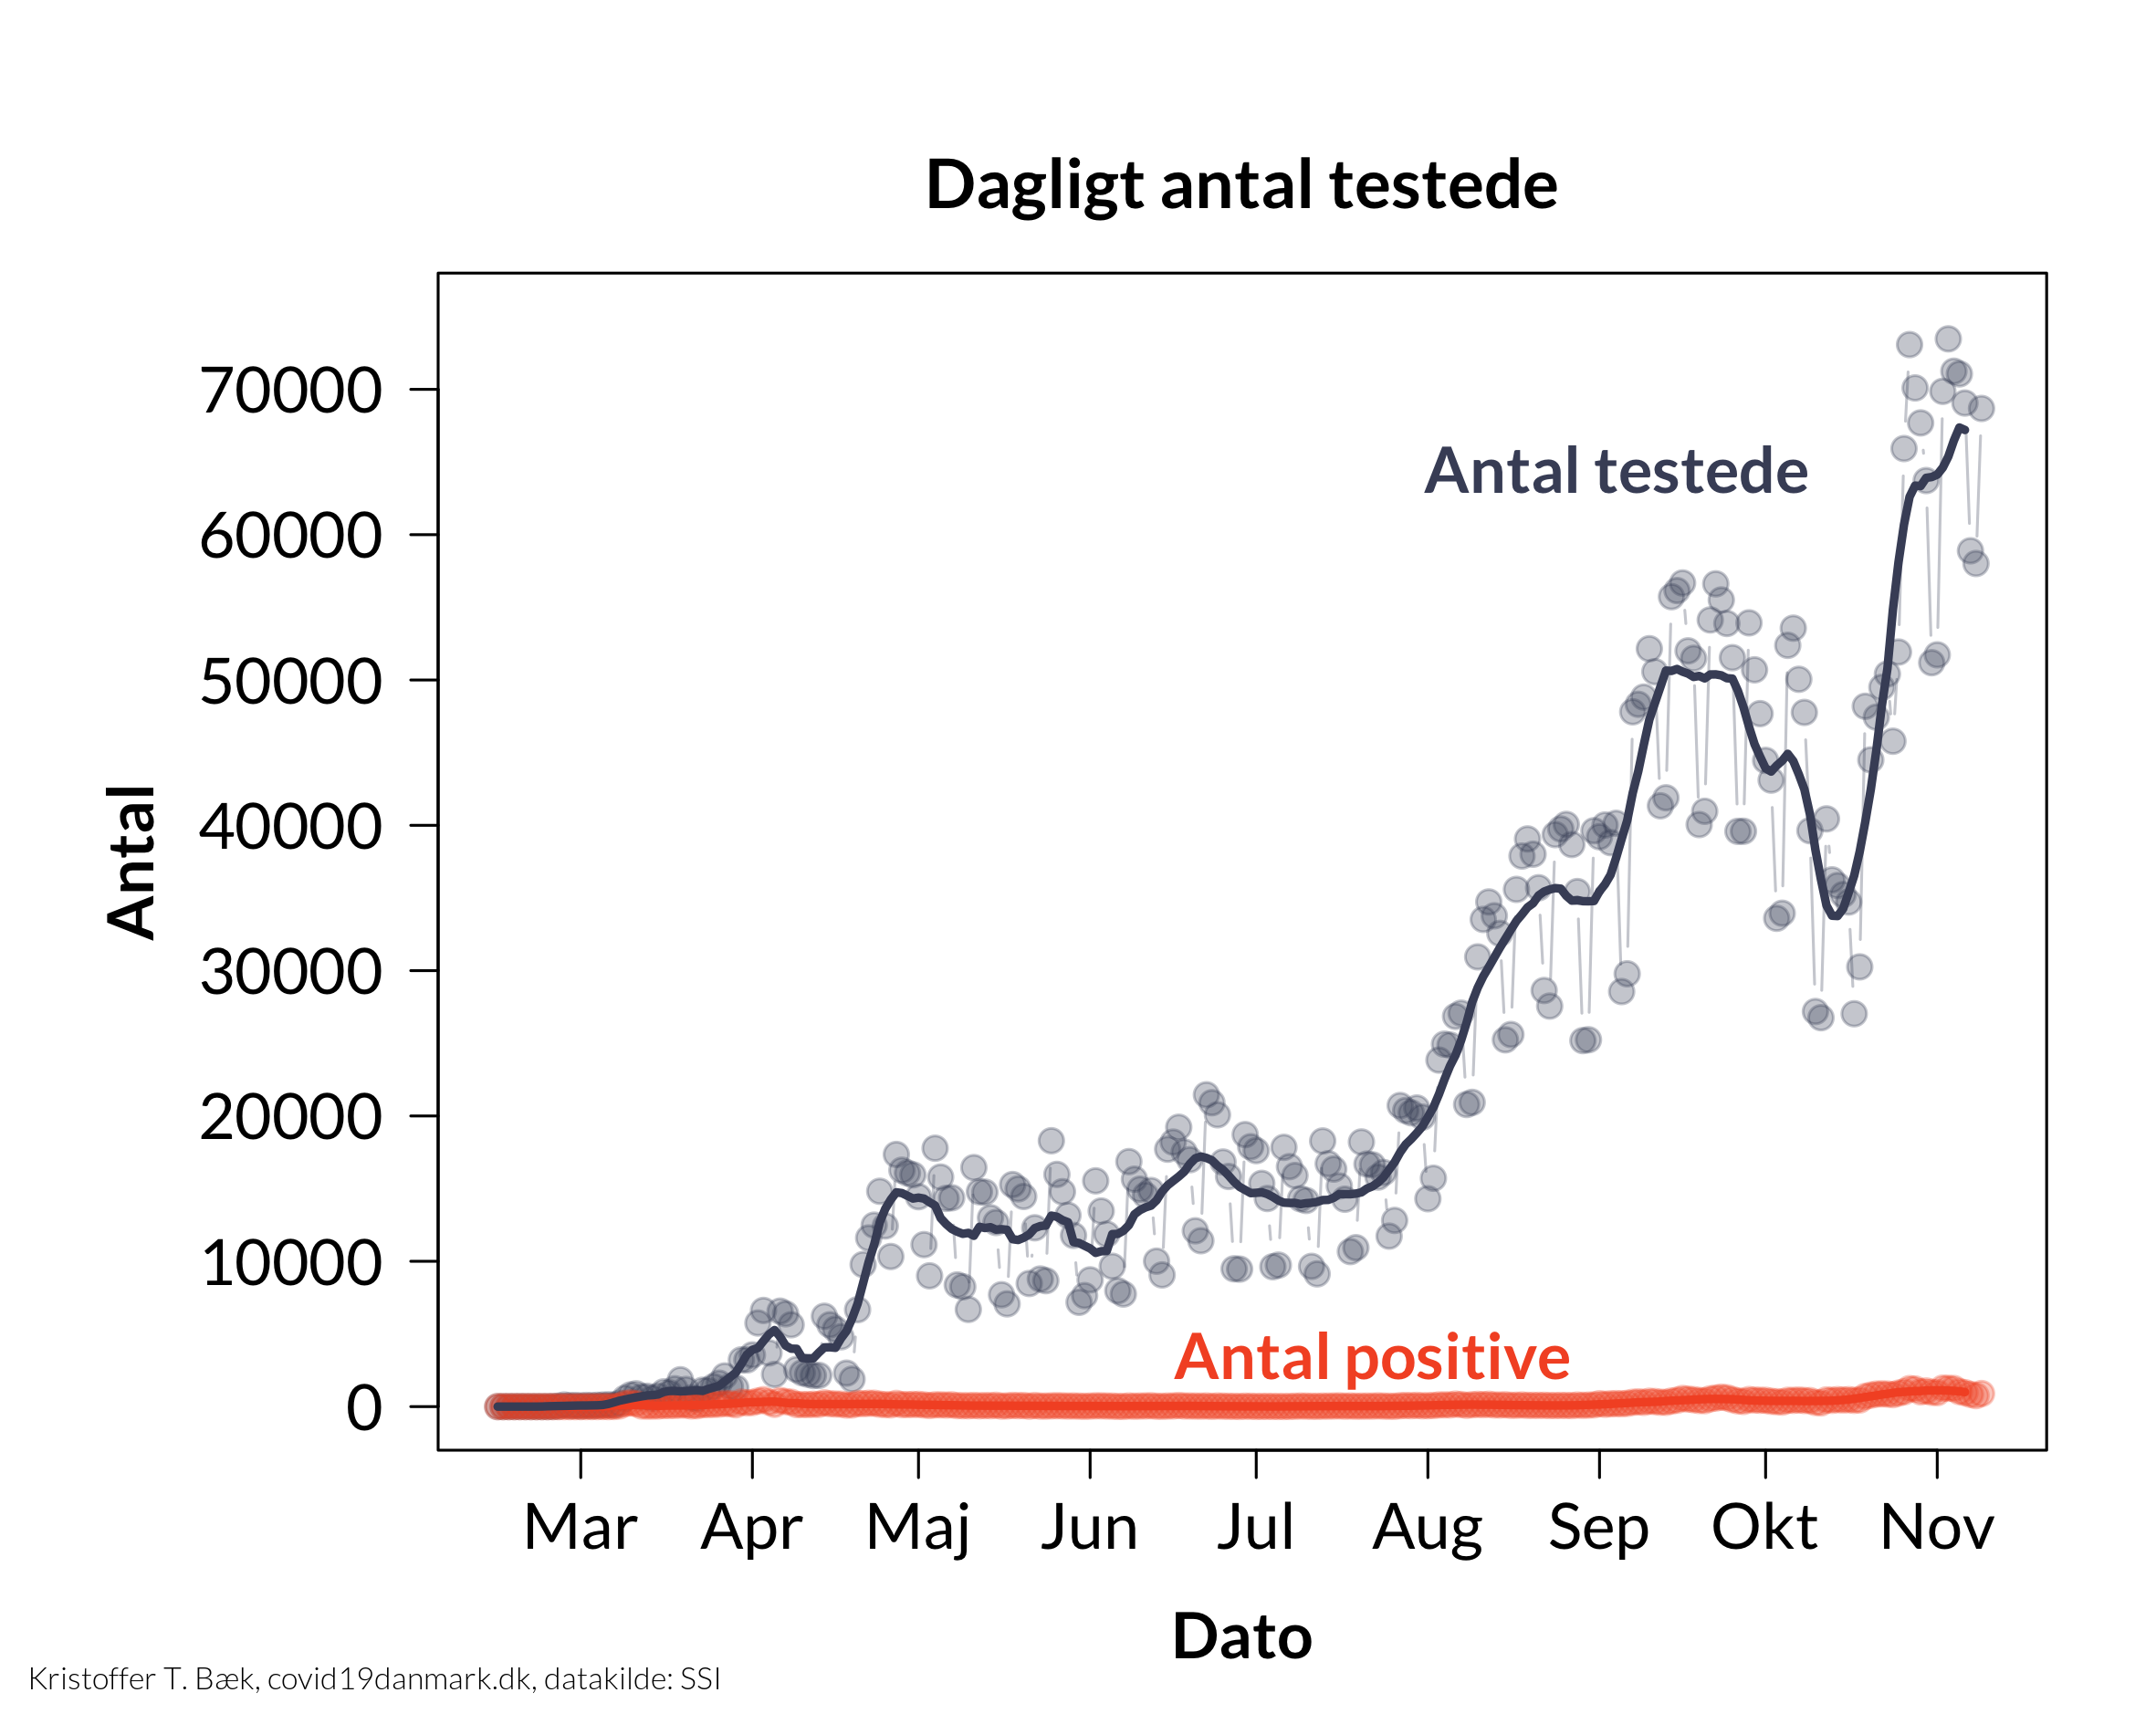 Dagligt antal testede
Antal
70000
60000
50000
40000
30000
20000
10000
0
Antal testede
Antal positive
Mar Apr Maj Jun Jul Aug Sep Okt Nov
Dato
Kristoffer T. Bæk, covid19danmark.dk, datakilde: SSI